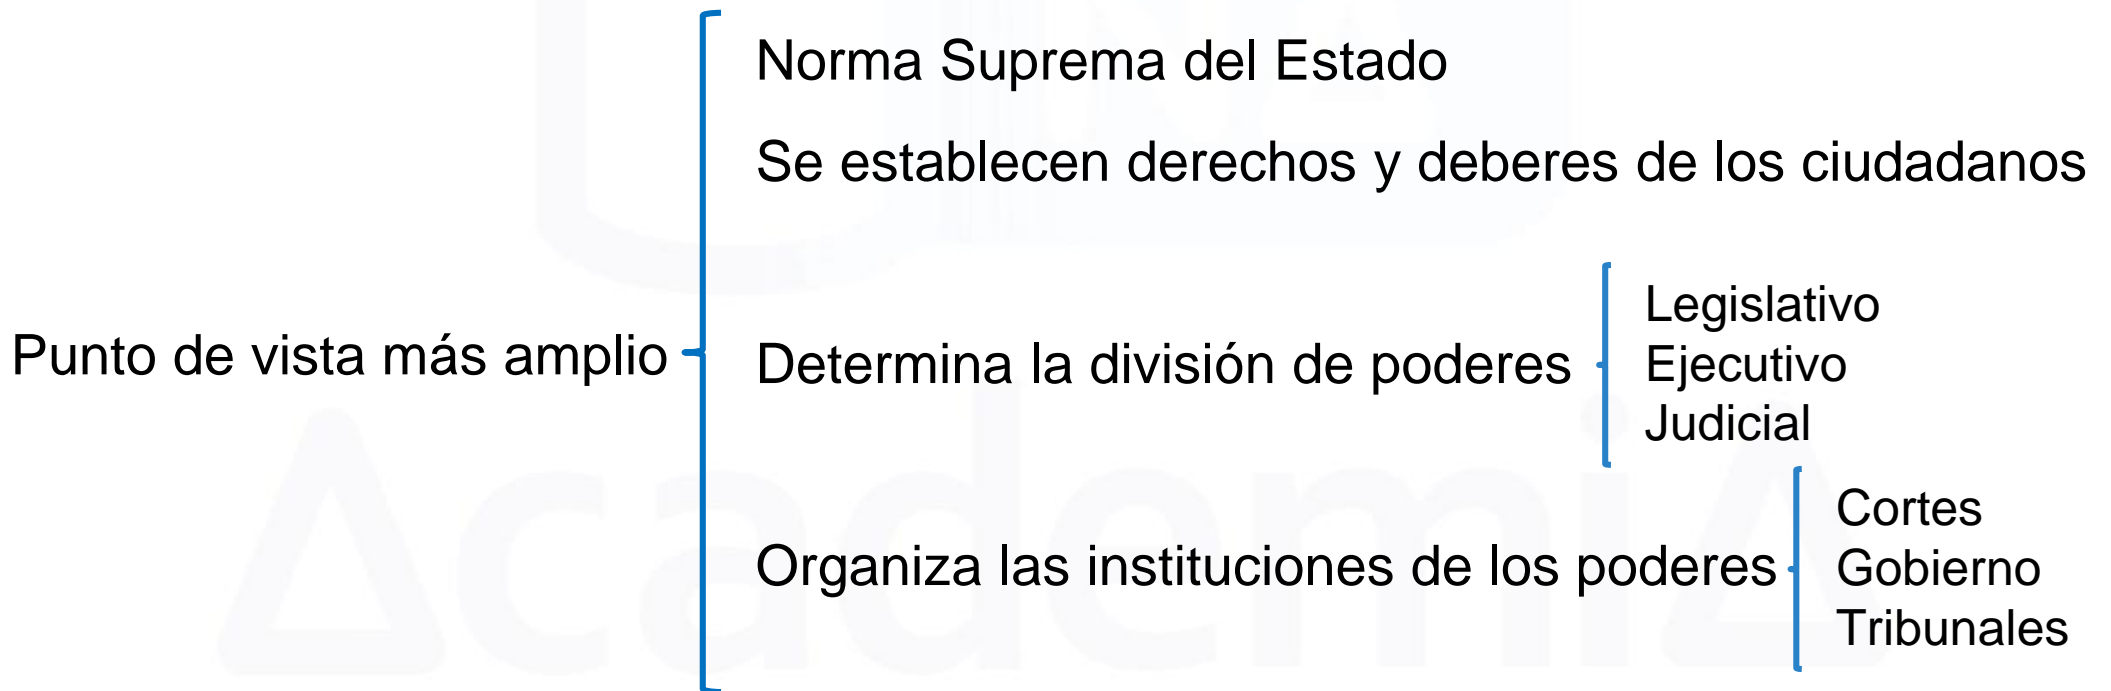 Norma Suprema del Estado
Se establecen derechos y deberes de los ciudadanos
Punto de vista más amplio
Determina la división de poderes
Legislativo
Ejecutivo
Judicial
Organiza las instituciones de los poderes
Cortes
Gobierno
Tribunales
Academia